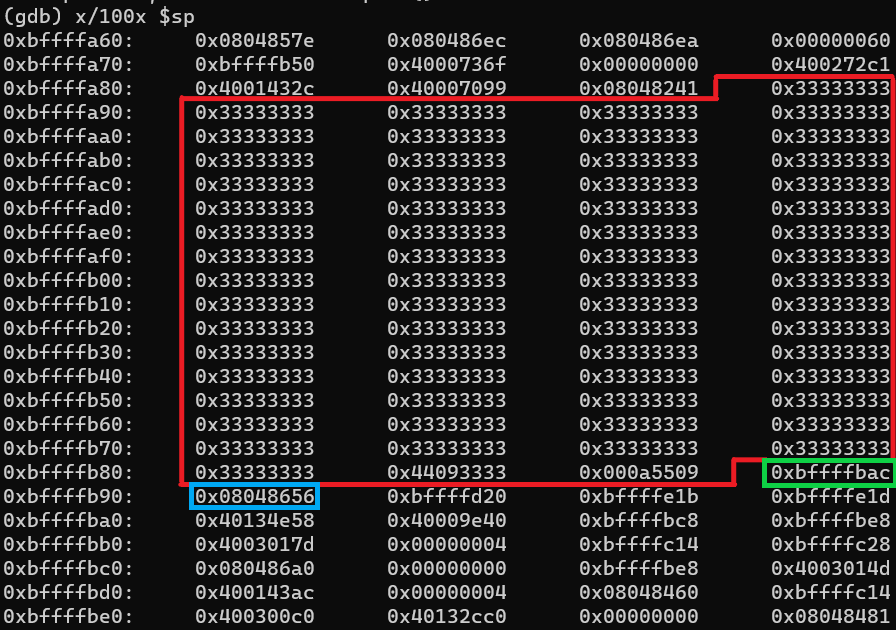 (gdb) x/100x $sp
0xbffffa60: 0x0804857e 0x080486ec 0x080486ea 0x00000060
0xbffffa70: 0xbffffb50 0x4000736f 0x00000000 0x400272c1
0xbffffa80: 0x4001432c 0x40007099 0x08048241 0x33333333
0xbffffa90: 0x33333333 0x33333333 0x33333333 0x33333333
0xbffffaa0: 0x33333333 0x33333333 0x33333333 0x33333333
0xbffffab0: 0x33333333 0x33333333 0x33333333 0x33333333
0xbffffac0: 0x33333333 0x33333333 0x33333333 0x33333333
0xbffffad0: 0x33333333 0x33333333 0x33333333 0x33333333
0xbffffae0: 0x33333333 0x33333333 0x33333333 0x33333333
0xbffffaf0: 0x33333333 0x33333333 0x33333333 0x33333333
0xbffffb00: 0x33333333 0x33333333 0x33333333 0x33333333
0xbffffb10: 0x33333333 0x33333333 0x33333333 0x33333333
0xbffffb20: 0x33333333 0x33333333 0x33333333 0x33333333
0xbffffb30: 0x33333333 0x33333333 0x33333333 0x33333333
0xbffffb40: 0x33333333 0x33333333 0x33333333 0x33333333
0xbffffb50: 0x33333333 0x33333333 0x33333333 0x33333333
0xbffffb60: 0x33333333 0x33333333 0x33333333 0x33333333
0xbffffb70: 0x33333333 0x33333333 0x33333333 0x33333333
0xbffffb80: 0x33333333 0x44093333 0x000a5509 0xbffffbac
0xbffffb90: 0x08048656 0xbffffd20 0xbffffe1b 0xbffffe1d
0xbffffba0: 0x40134e58 0x40009e40 0xbffffbc8 0xbffffbe8
0xbffffbb0: 0x4003017d 0x00000004 0xbffffc14 0xbffffc28
0xbffffbc0: 0x080486a0 0x00000000 0xbffffbe8 0x4003014d
0xbffffbd0: 0x400143ac 0x00000004 0x08048460 0xbffffc14
0xbffffbe0: 0x400300c0 0x40132cc0 0x00000000 0x08048481